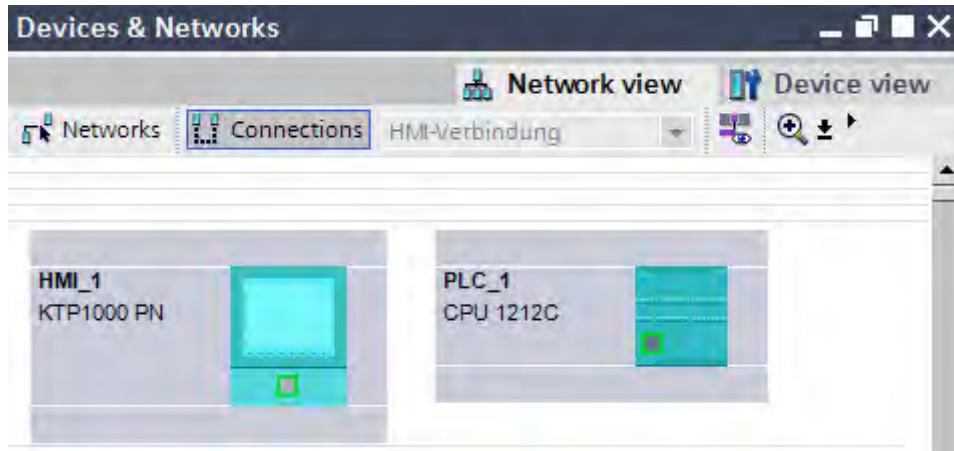 Devices & Networks
Network view Device view
Networks Connections HMI-Verbindung
HMI_1
KTP1000 PN
PLC_1
CPU 1212C